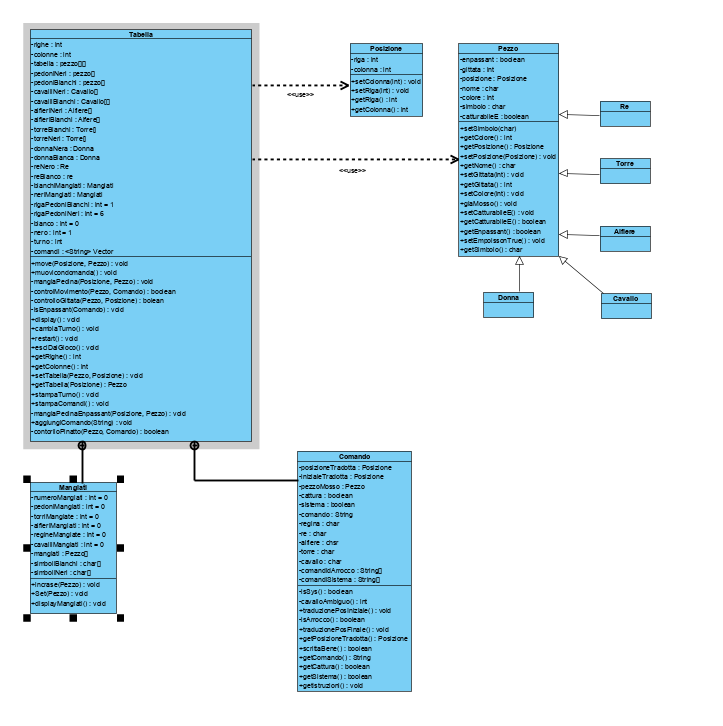 Tabella
-righe : int
-colonne : int
-tabella : pezzo[][]
-pedoniNeri : pezzo[]
-pedoniBianchi : pezzo[]
-cavalliNeri : Cavallo[]
-cavalliBianchi : Cavallo[]
-alfieriNeri : Alfiere[]
-alfieriBianchi : Alfiere[]
-torreBianchi : Torre[]
-torreNeri : Torre[]
-donnaNera : Donna
-donnaBianca : Donna
-reNero : Re
-reBianco : re
-bianchiMangiati : Mangiati
-neriMangiati : Mangiati
-rigaPedoniBianchi : int = 1
-rigaPedoniNeri : int = 6
-bianco : int = 0
-nero : int = 1
-turno : int
-comandi : <String> Vector
+move(Posizione, Pezzo) : void
+muovicondomanda() : void
-mangiaPedina(Posizione, Pezzo) : void
-controlMovimento(Pezzo, Comando) : boolean
-controlloGittata(Pezzo, Posizione) : bolean
-isEnpassant(Comando) : boolean
+display() : void
+cambiaTurno() : void
+restart() : void
+esciDalGioco() : void
+getRighe() : int
+getColonne() : int
+setTabella(Pezzo, Posizione) : void
+getTabella(Posizione) : Pezzo
+stampaTurno() : void
+stampaComandi() : void
-mangiaPedinaEnpassant(Posizione, Pezzo) : void
+aggiungiComando(String) : void
-contorlloPinatto(Pezzo, Comando) : boolean
<<use>>
<<use>>
Posizione
-riga : int
-colonna : int
+setColonna(int) : void
+setRiga(int) : void
+getRiga() : int
+getColonna() : int
Pezzo
-enpassant : boolean
-gittata : int
-posizione : Posizione
-nome : char
-colore : int
-simbolo : char
-catturabileE : boolean
+setSimbolo(char)
+getColore() : int
+getPosizione() : Posizione
+setPosizione(Posizione) : void
+getNome() : char
+setGittata(int) : void
+getGittata() : int
+setColore(int) : void
+giaMosso() : void
+setCatturabileE() : void
+getCatturabileE() : boolean
+getEnpassant() : boolean
+setEmpoissonTrue() : void
+getSimbolo() : char
Re
Torre
Alfiere
Donna
Cavallo
Mangiati
-numeroMangiati : int = 0
-pedoniMangiati : int = 0
-torriMangiate : int = 0
-alfieriMangiati : int = 0
-regineMangiate : int = 0
-cavalliMangiati : int = 0
-mangiati : Pezzo[]
-simboliBianchi : char[]
-simboliNeri : char[]
+incrase(Pezzo) : void
+Set(Pezzo) : void
+displayMangiati() : void
Comando
-posizioneTradotta : Posizione
-inizialeTradotta : Posizione
-pezzoMosso : Pezzo
-cattura : boolean
-sistema : boolean
-comando : String
-regina : char
-re : char
-alfiere : chsr
-torre : char
-cavallo : char
-comandidArrocco : String[]
-comandiSistema : String[]
-isSys() : boolean
-cavalloAmbiguo() : int
+traduzionePosIniziale() : void
-isArrocco() : boolean
+traduzionePosFinale() : void
+getPosizioneTradotta() : Posizione
+scrittaBene() : boolean
+getComando() : String
+getCattura() : boolean
+getSistema() : boolean
+getIstruzioni() : void